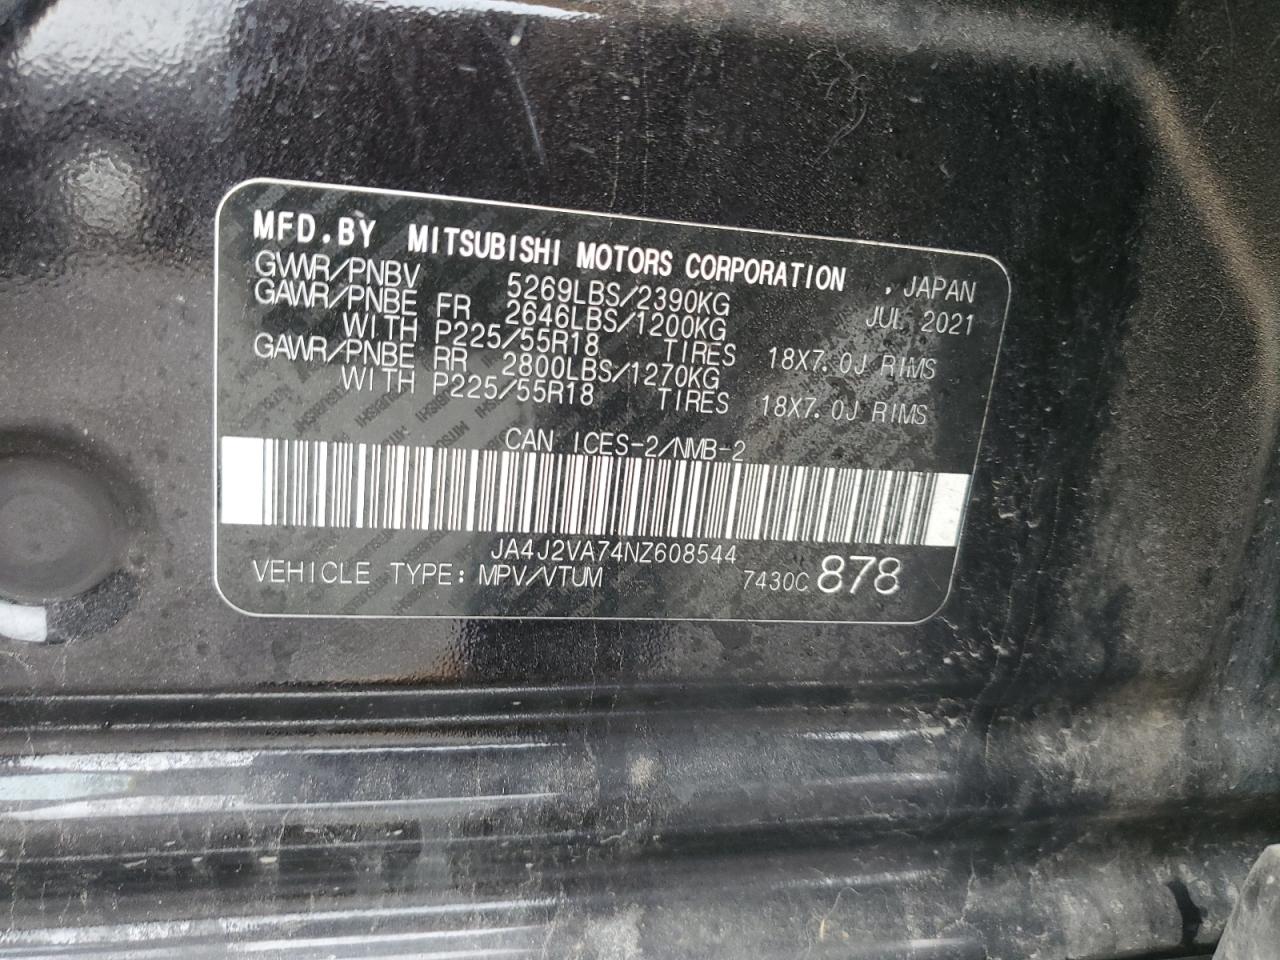 MFD.BY MITSUBISHI MOTORS CORPORATION , JAPAN
GVWR/PNBV 5269LBS/2390KG JUL 2021
GAWR/PNBE FR 2646LBS/1200KG
WITH P225/55R18 TIRES 18X7.0J RIMS
GAWR/PNBE RR 2800LBS/1270KG
WITH P225/55R18 TIRES 18X7.0J RIMS
CAN ICES-2/NMB-2
JA4J2VA74NZ608544
VEHICLE TYPE: MPV/VTUM 7430C 878